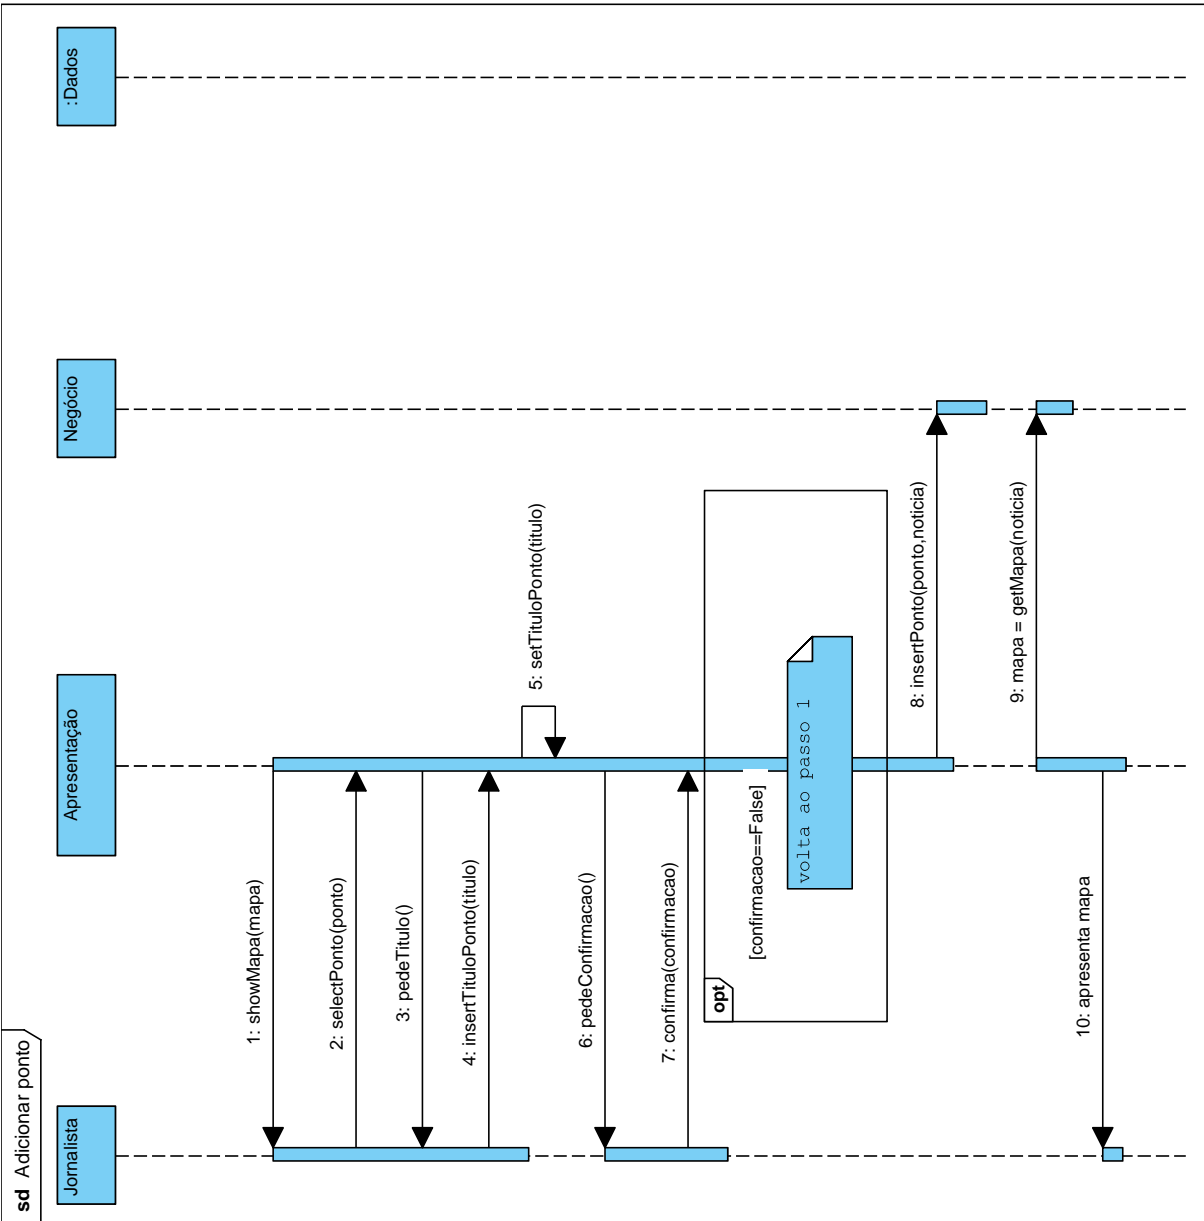 sd Adicionar ponto
Jornalista
Apresentação
Negócio
:Dados
1: showMapa(mapa)
2: selectPonto(ponto)
3: pedeTitulo()
4: insertTituloPonto(titulo)
5: setTituloPonto(titulo)
6: pedeConfirmacao()
7: confirma(confirmacao)
opt
[confirmacao==False]
volta ao passo 1
8: insertPonto(ponto,noticia)
9: mapa = getMapa(noticia)
10: apresenta mapa